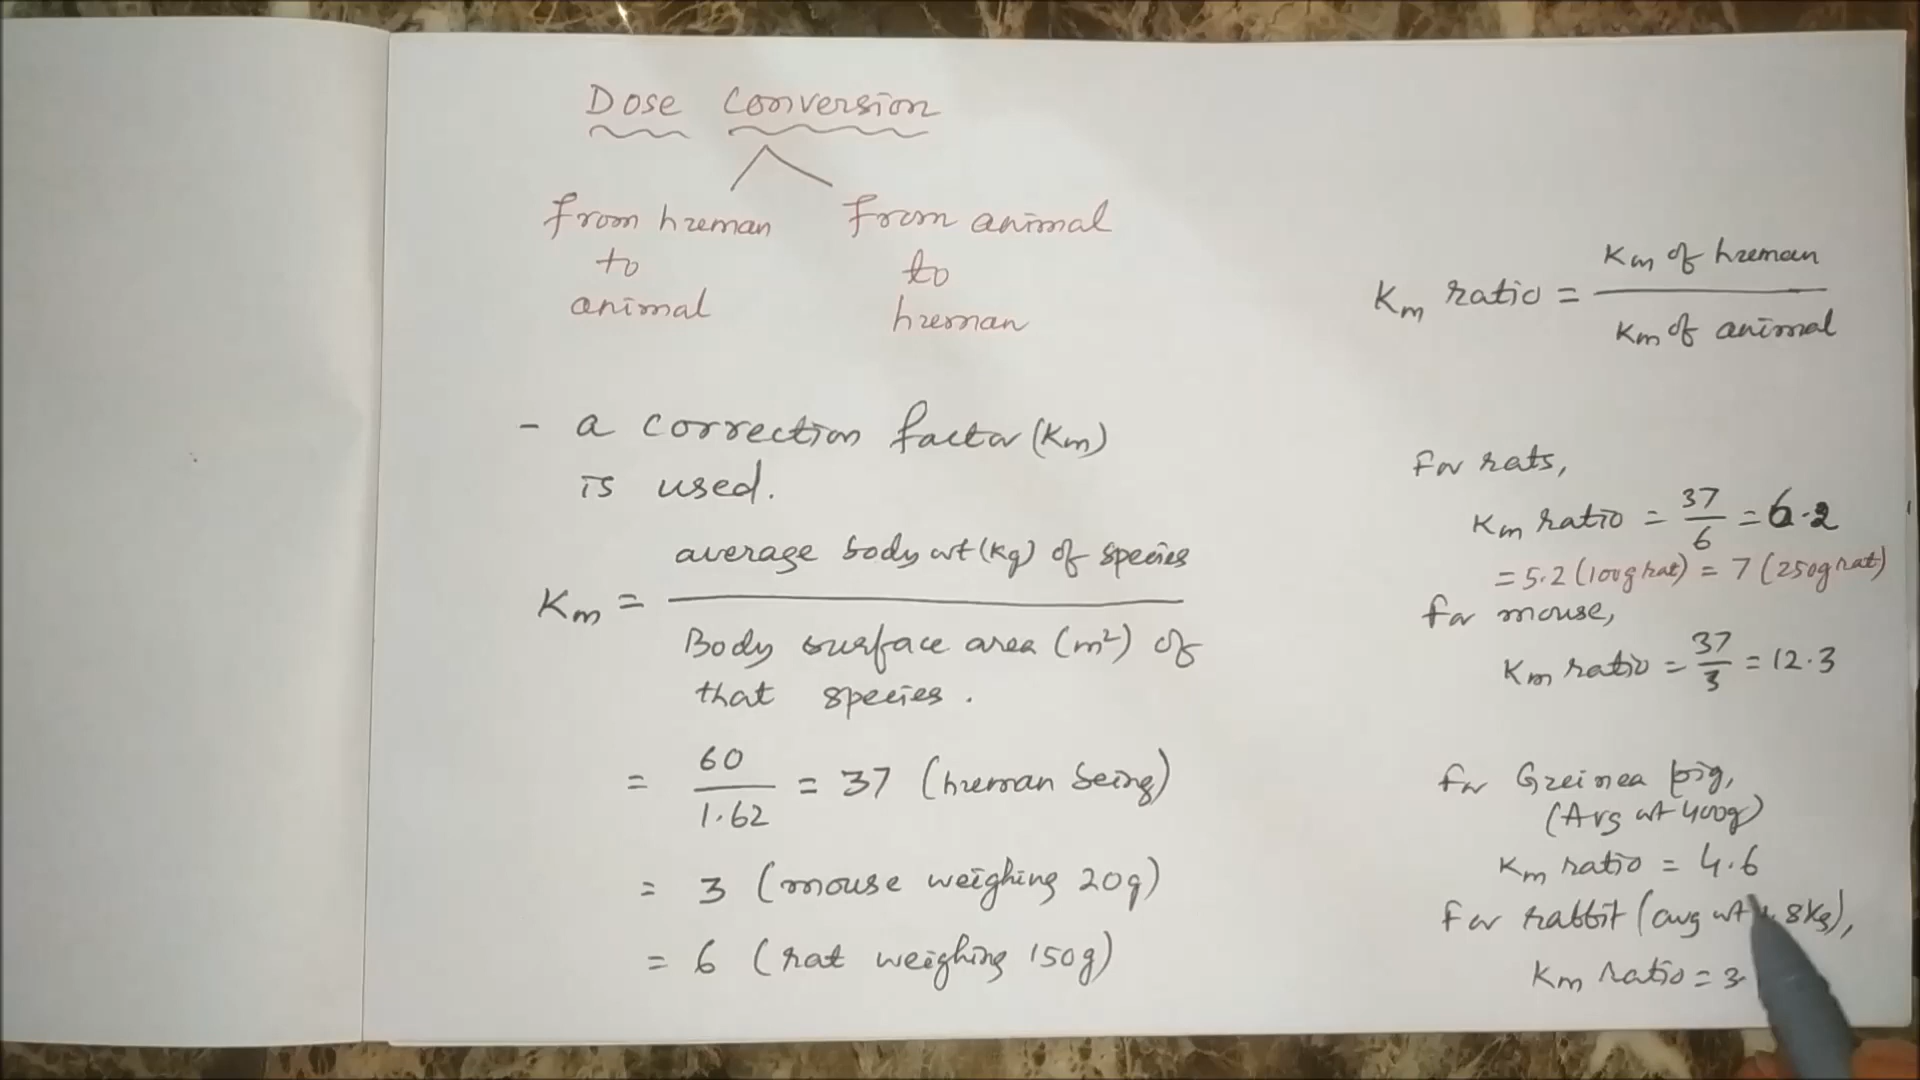 Dose Conversion
From human
to
animal
From animal
to
human
- a correction factor (Km)
is used.
Km = average body wt (Kg) of species
Body surface area (m²) of
that species.
= 60 / 1.62 = 37 (human being)
= 3 (mouse weighing 20g)
= 6 (rat weighing 150g)
Km ratio = Km of human / Km of animal
For rats,
Km ratio = 37 / 6 = 6.2
= 5.2 (100g rat) = 7 (250g rat)
For mouse,
Km ratio = 37 / 3 = 12.3
For Guinea pig,
(Avg wt 400g)
Km ratio = 4.6
For rabbit (avg wt 8Kg),
Km ratio = 3